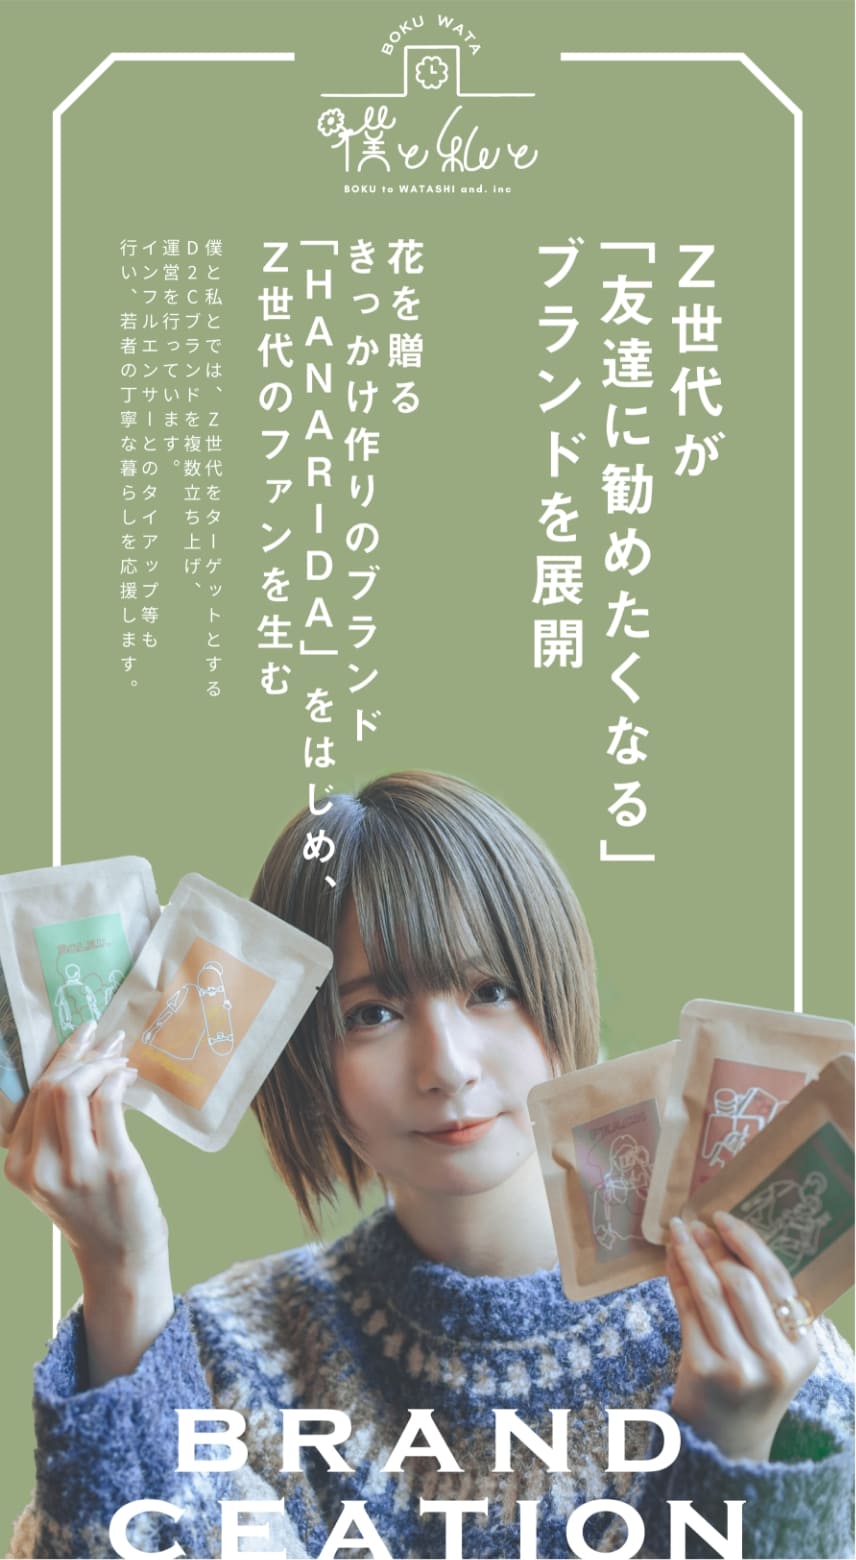 BOKU WATA
僕と私と
BOKU to WATASHI and. inc
Z世代が
「友達に勧めたくなる」
ブランドを展開
花を贈る
きっかけ作りのブランド
「HANARIDA」をはじめ、
Z世代のファンを生む
僕と私とでは、Z世代をターゲットとする
D2Cブランドを複数立ち上げ、
運営を行っています。
インフルエンサーとのタイアップ等も
行い、若者の丁寧な暮らしを応援します。
BRAND
CEATION